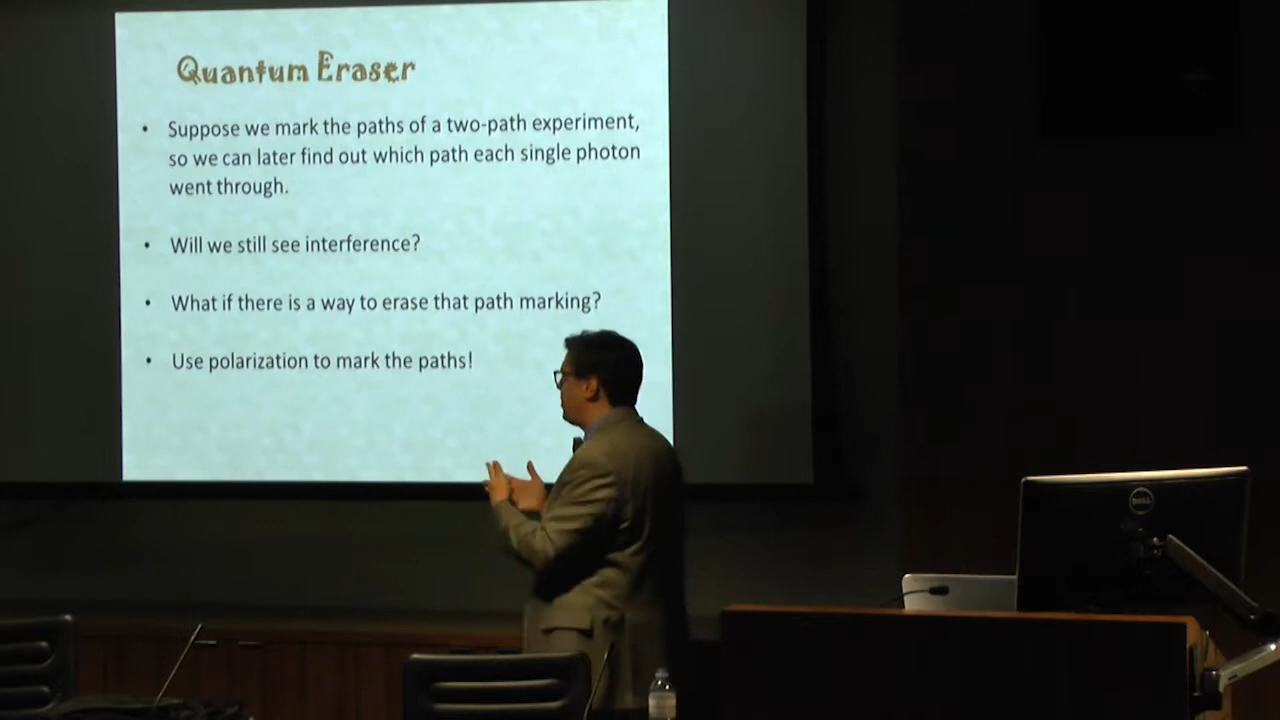 Quantum Eraser
• Suppose we mark the paths of a two-path experiment,
so we can later find out which path each single photon
went through.
• Will we still see interference?
• What if there is a way to erase that path marking?
• Use polarization to mark the paths!
DELL